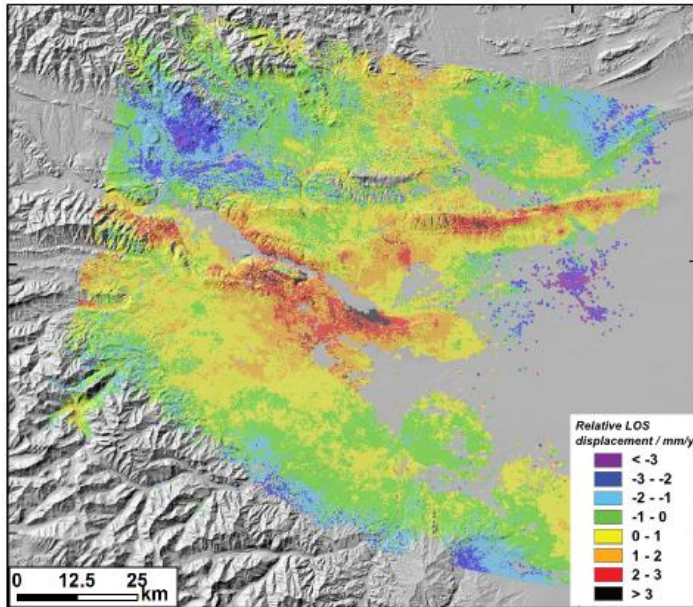 Relative LOS
displacement / mm/y
< -3
-3 - -2
-2 - -1
-1 - 0
0 - 1
1 - 2
2 - 3
> 3
0 12.5 25
km